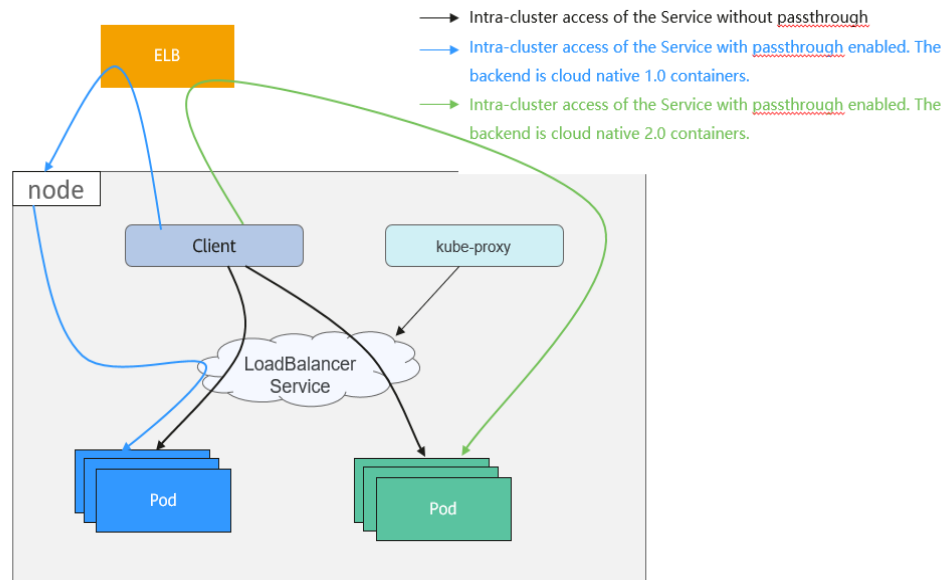 Intra-cluster access of the Service without passthrough
Intra-cluster access of the Service with passthrough enabled. The
backend is cloud native 1.0 containers.
Intra-cluster access of the Service with passthrough enabled. The
backend is cloud native 2.0 containers.
ELB
node
Client
kube-proxy
LoadBalancer
Service
Pod
Pod